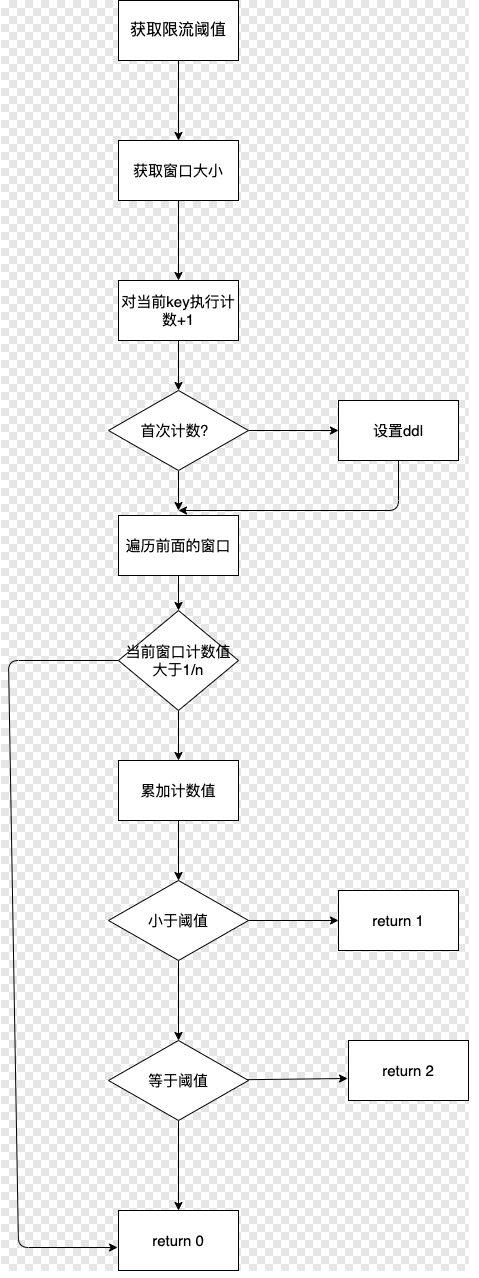 获取限流阈值
获取窗口大小
对当前key执行计
数+1
首次计数?
设置ddl
遍历前面的窗口
当前窗口计数值
大于1/n
累加计数值
小于阈值
return 1
等于阈值
return 2
return 0